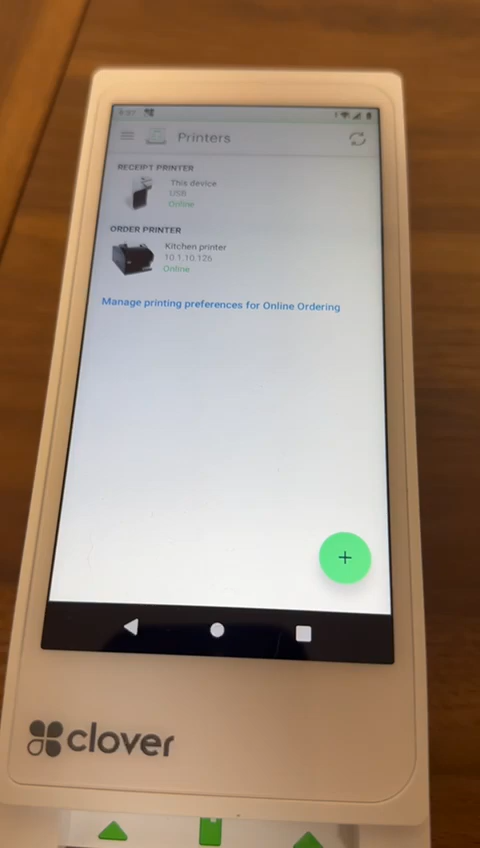 Printers
RECEIPT PRINTER
This device
USB
Online
ORDER PRINTER
Kitchen printer
10.1.10.126
Online
Manage printing preferences for Online Ordering
+
clover